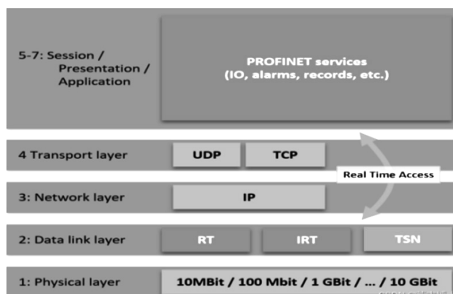 5-7: Session /
Presentation /
Application
PROFINET services
(IO, alarms, records, etc.)
4 Transport layer
UDP
TCP
Real Time Access
3: Network layer
IP
2: Data link layer
RT
IRT
TSN
1: Physical layer
10MBit / 100 Mbit / 1 GBit / ... / 10 GBit